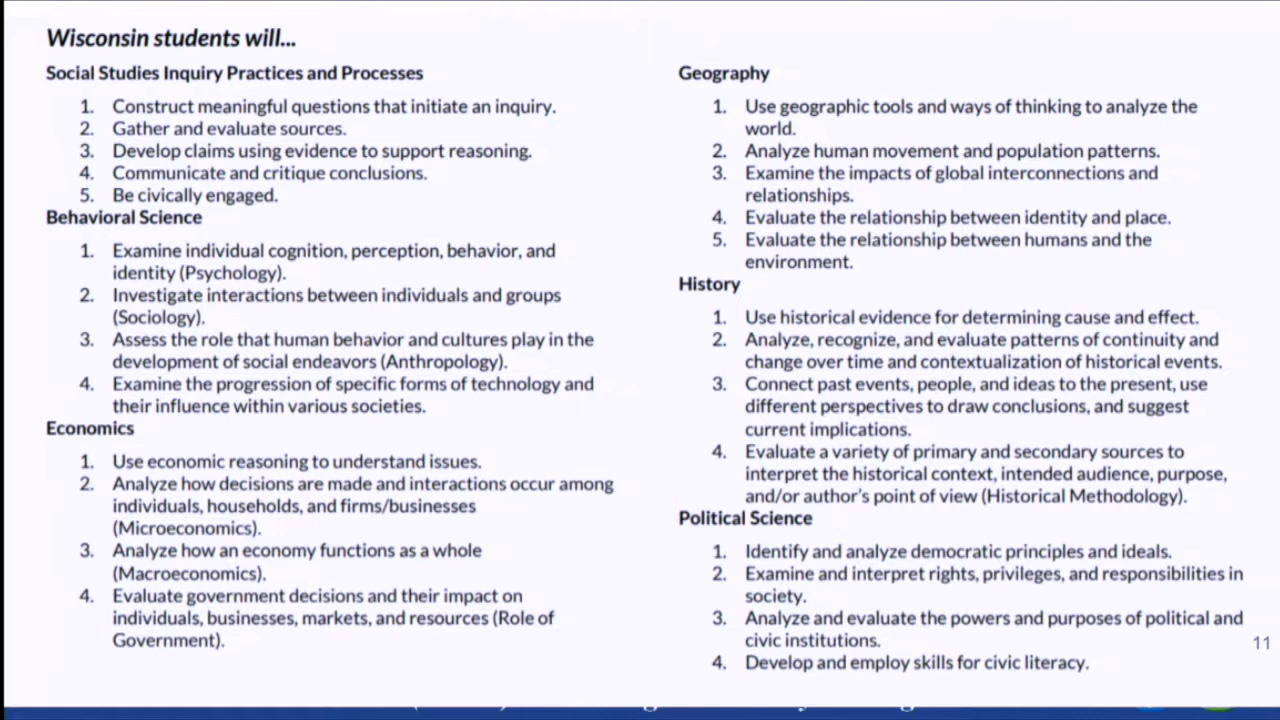 Wisconsin students will...
Social Studies Inquiry Practices and Processes
1. Construct meaningful questions that initiate an inquiry.
2. Gather and evaluate sources.
3. Develop claims using evidence to support reasoning.
4. Communicate and critique conclusions.
5. Be civically engaged.
Behavioral Science
1. Examine individual cognition, perception, behavior, and
identity (Psychology).
2. Investigate interactions between individuals and groups
(Sociology).
3. Assess the role that human behavior and cultures play in the
development of social endeavors (Anthropology).
4. Examine the progression of specific forms of technology and
their influence within various societies.
Economics
1. Use economic reasoning to understand issues.
2. Analyze how decisions are made and interactions occur among
individuals, households, and firms/businesses
(Microeconomics).
3. Analyze how an economy functions as a whole
(Macroeconomics).
4. Evaluate government decisions and their impact on
individuals, businesses, markets, and resources (Role of
Government).
Geography
1. Use geographic tools and ways of thinking to analyze the
world.
2. Analyze human movement and population patterns.
3. Examine the impacts of global interconnections and
relationships.
4. Evaluate the relationship between identity and place.
5. Evaluate the relationship between humans and the
environment.
History
1. Use historical evidence for determining cause and effect.
2. Analyze, recognize, and evaluate patterns of continuity and
change over time and contextualization of historical events.
3. Connect past events, people, and ideas to the present, use
different perspectives to draw conclusions, and suggest
current implications.
4. Evaluate a variety of primary and secondary sources to
interpret the historical context, intended audience, purpose,
and/or author's point of view (Historical Methodology).
Political Science
1. Identify and analyze democratic principles and ideals.
2. Examine and interpret rights, privileges, and responsibilities in
society.
3. Analyze and evaluate the powers and purposes of political and
civic institutions.
4. Develop and employ skills for civic literacy.
11